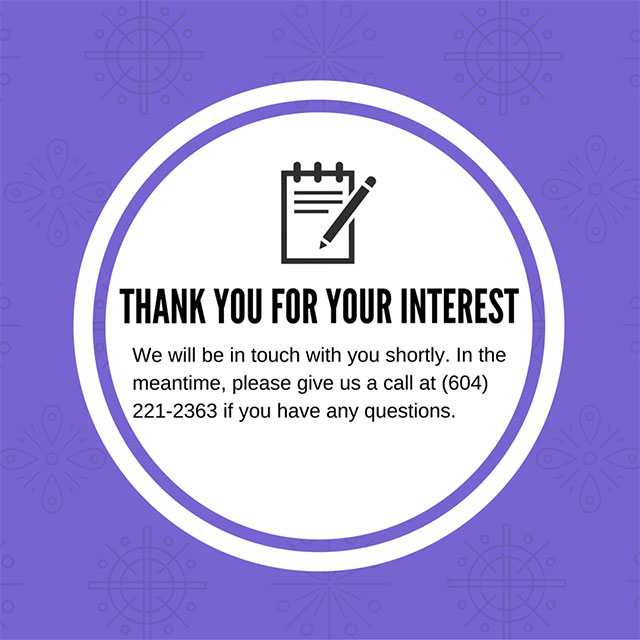 THANK YOU FOR YOUR INTEREST
We will be in touch with you shortly. In the
meantime, please give us a call at (604)
221-2363 if you have any questions.